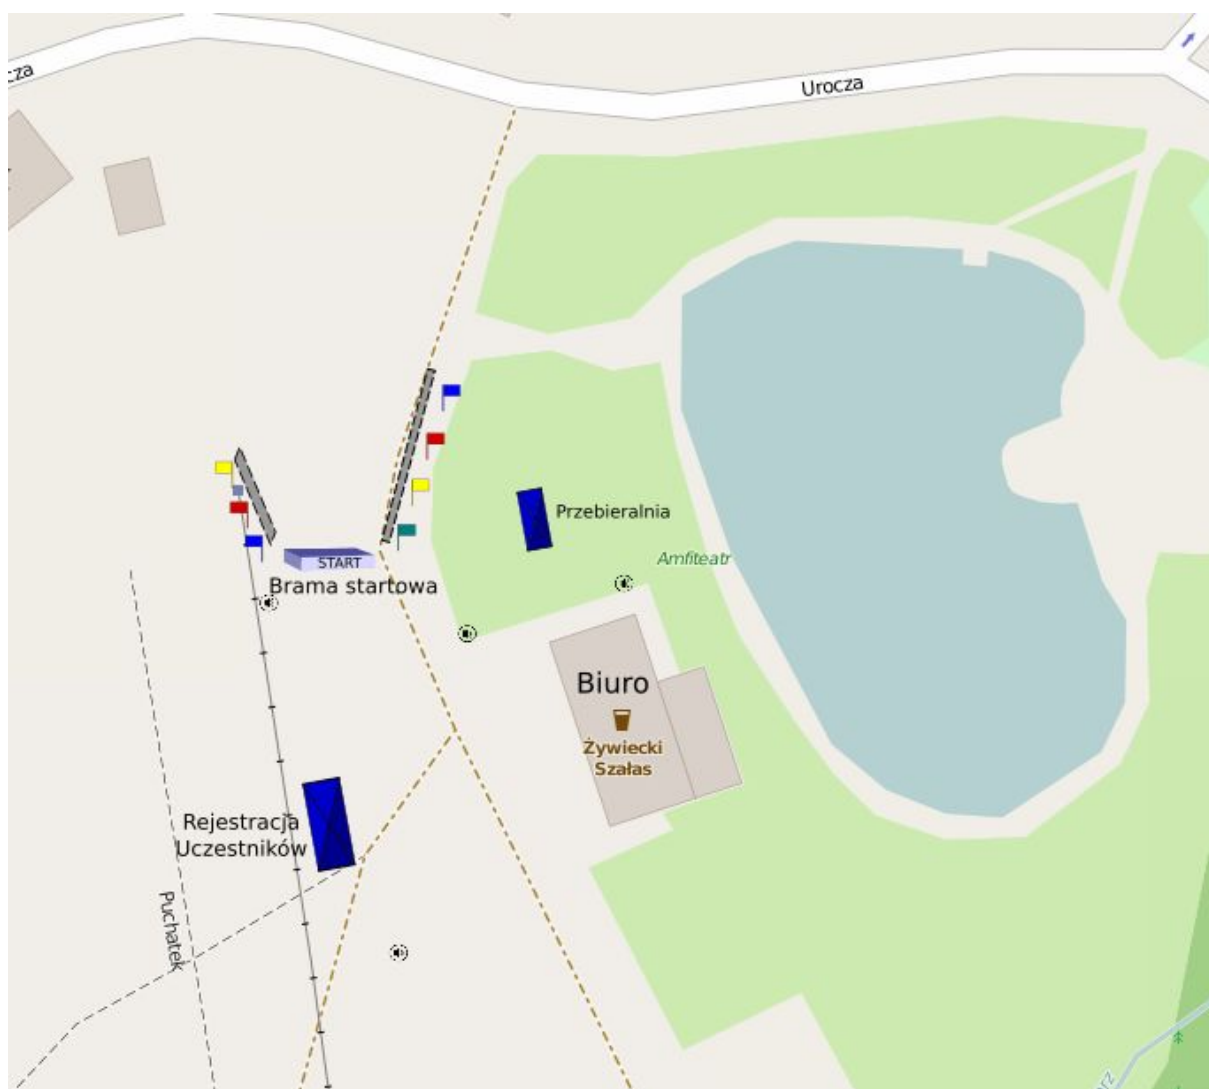 cza
Urocza
Przebieralnia
Amfiteatr
START
Brama startowa
Biuro
Żywiecki
Szałas
Rejestracja
Uczestników
Puchatek